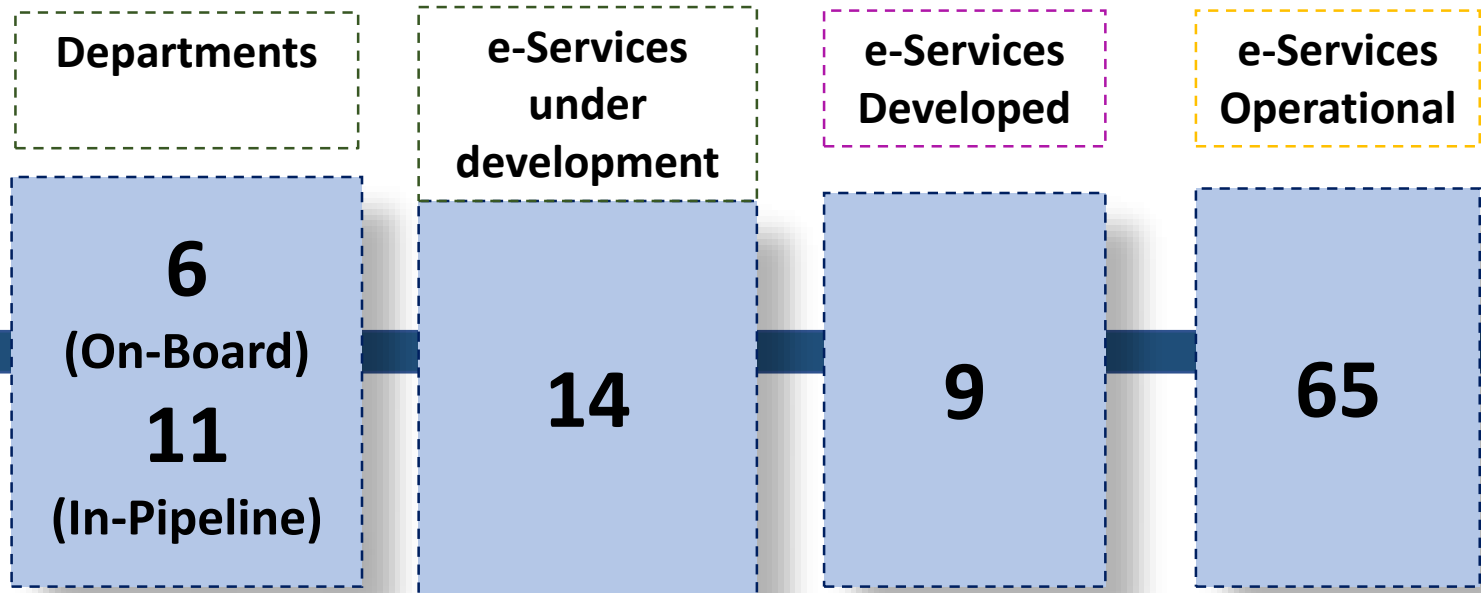 Departments
6
(On-Board)
11
(In-Pipeline)
e-Services
under
development
14
e-Services
Developed
9
e-Services
Operational
65